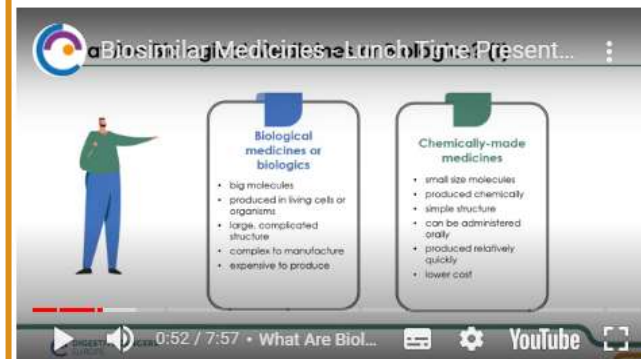 Biosimilar Medicines - Lunch Time Present...
Biological
medicines or
biologics
• big molecules
• produced in living cells or
organisms
• large, complicated
structure
• complex to manufacture
• expensive to produce
Chemically-made
medicines
• small size molecules
• produced chemically
• simple structure
• can be administered
orally
• produced relatively
quickly
• lower cost
0:52 / 7:57 • What Are Biol...
YouTube